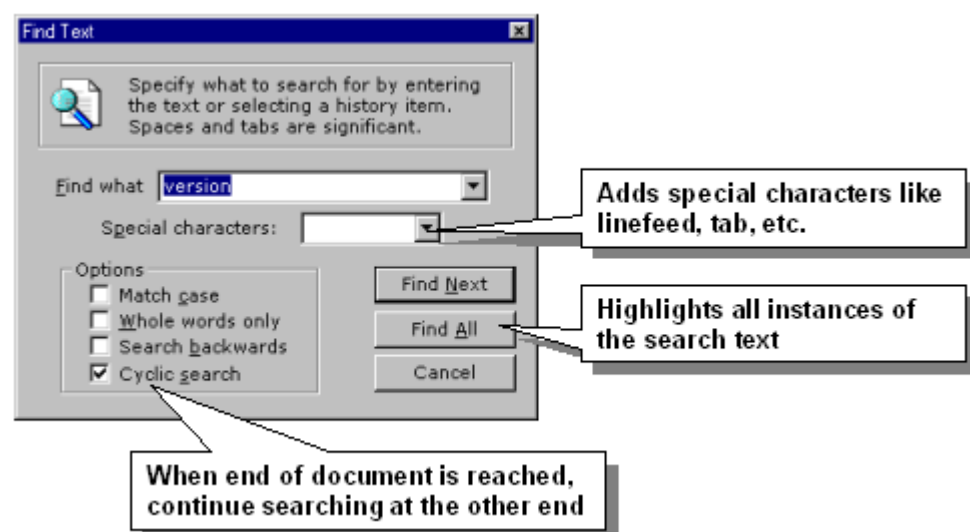 Find Text
Specify what to search for by entering
the text or selecting a history item.
Spaces and tabs are significant.
Find what version
Special characters:
Adds special characters like
linefeed, tab, etc.
Options
Match case
Whole words only
Search backwards
Cyclic search
Find Next
Find All
Cancel
Highlights all instances of
the search text
When end of document is reached,
continue searching at the other end